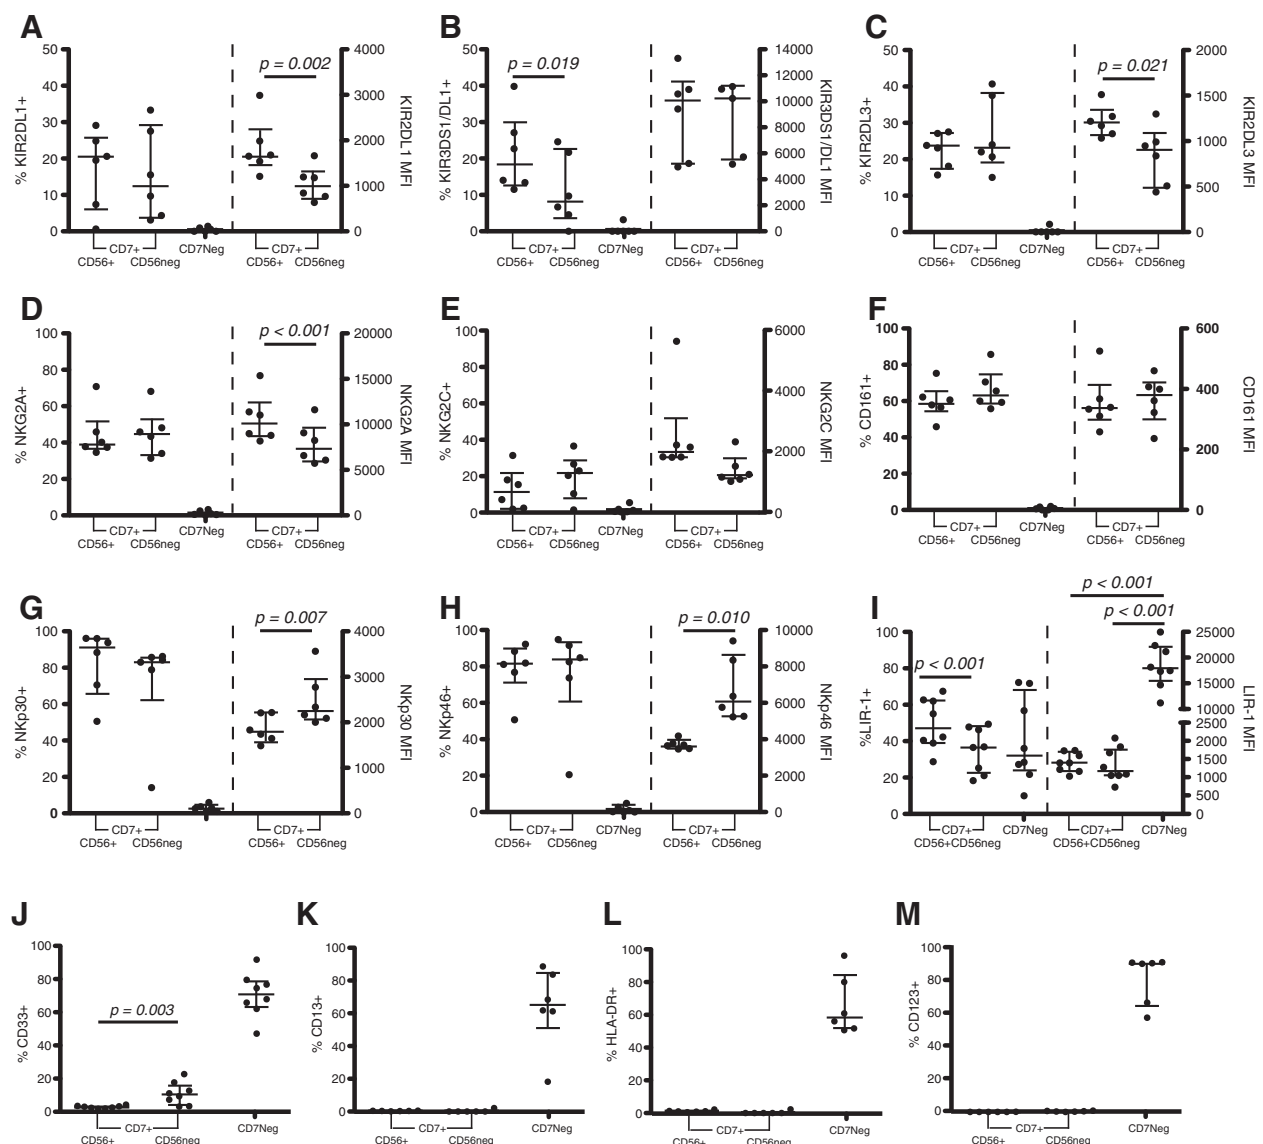 A
B
C
50
4000
50
14000
50
2000
p = 0.002
p = 0.019
p = 0.021
12000
40
3000
40
40
1500
10000
30
30
30
8000
2000
1000
6000
20
20
20
4000
1000
500
10
10
10
2000
0
0
0
0
0
0
% KIR2DL1+
KIR2DL1 MFI
% KIR3DS1/DL1+
KIR3DS1/DL1 MFI
% KIR2DL3+
KIR2DL3 MFI
CD7+ CD7Neg CD7+
CD56+ CD56neg CD56+ CD56neg
CD7+ CD7Neg CD7+
CD56+ CD56neg CD56+ CD56neg
CD7+ CD7Neg CD7+
CD56+ CD56neg CD56+ CD56neg
D
E
F
p < 0.001
100
20000
100
6000
100
600
80
15000
80
80
4000
400
60
60
60
10000
40
40
40
2000
200
5000
20
20
20
0
0
0
0
0
0
% NKG2A+
NKG2A MFI
% NKG2C+
NKG2C MFI
% CD161+
CD161 MFI
CD7+ CD7Neg CD7+
CD56+ CD56neg CD56+ CD56neg
CD7+ CD7Neg CD7+
CD56+ CD56neg CD56+ CD56neg
CD7+ CD7Neg CD7+
CD56+ CD56neg CD56+ CD56neg
G
H
I
p < 0.001
p = 0.007
p = 0.010
p < 0.001
p < 0.001
100
4000
100
10000
100
25000
80
80
8000
80
20000
3000
15000
60
60
6000
60
10000
2000
2500
40
40
4000
40
2000
1500
1000
20
20
2000
20
1000
500
0
0
0
0
0
0
% NKp30+
NKp30 MFI
% NKp46+
NKp46 MFI
%LIR-1+
LIR-1 MFI
CD7+ CD7+
CD56+ CD56neg CD56+ CD56neg
CD7+ CD7Neg CD7+
CD56+ CD56neg CD56+ CD56neg
CD7+ CD7Neg CD7+ CD7Neg
CD56+CD56neg CD56+CD56neg
J
K
L
M
p = 0.003
100
100
100
100
80
80
80
80
60
60
60
60
40
40
40
40
20
20
20
20
0
0
0
0
% CD33+
% CD13+
% HLA-DR+
% CD123+
CD7+ CD7Neg
CD56+ CD56neg
CD7+ CD7Neg
CD56+ CD56neg
CD7+ CD7Neg
CD56+ CD56neg
CD7+ CD7Neg
CD56+ CD56neg